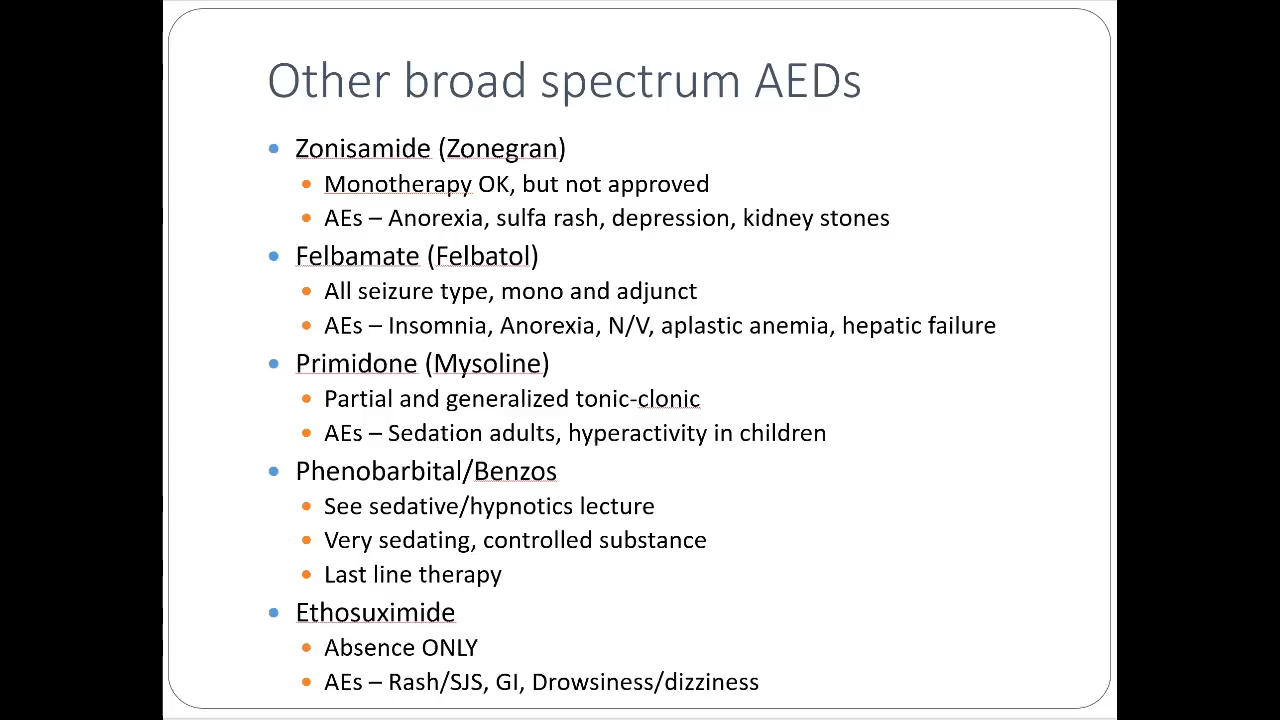 Other broad spectrum AEDs
• Zonisamide (Zonegran)
• Monotherapy OK, but not approved
• AEs – Anorexia, sulfa rash, depression, kidney stones
• Felbamate (Felbatol)
• All seizure type, mono and adjunct
• AEs – Insomnia, Anorexia, N/V, aplastic anemia, hepatic failure
• Primidone (Mysoline)
• Partial and generalized tonic-clonic
• AEs – Sedation adults, hyperactivity in children
• Phenobarbital/Benzos
• See sedative/hypnotics lecture
• Very sedating, controlled substance
• Last line therapy
• Ethosuximide
• Absence ONLY
• AEs – Rash/SJS, GI, Drowsiness/dizziness